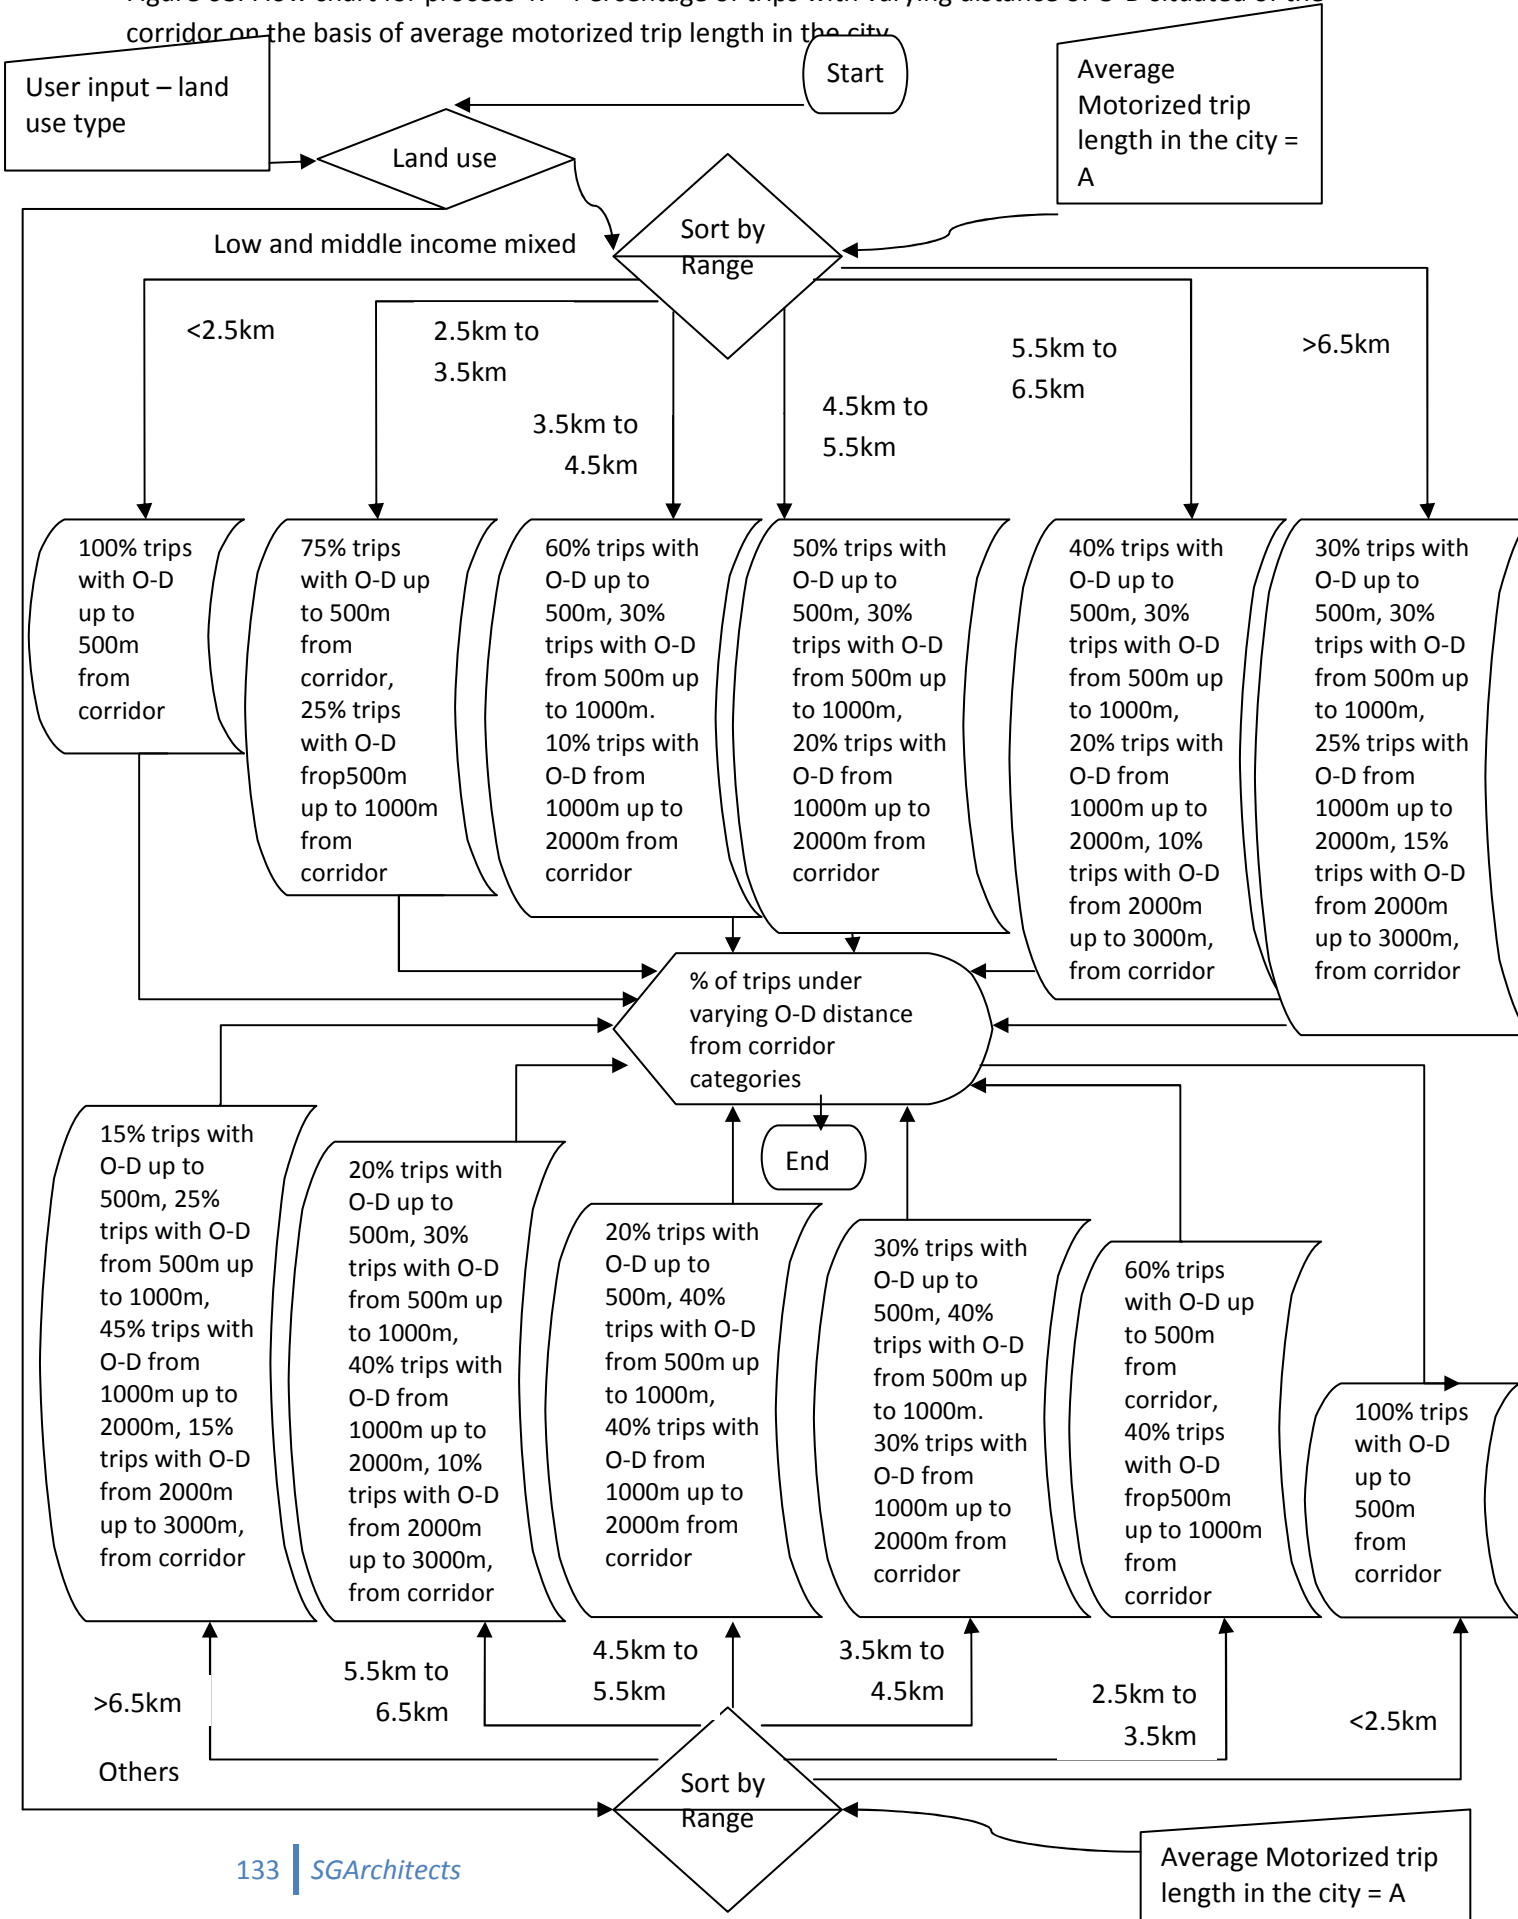 corridor on the basis of average motorized trip length in the city
User input – land
use type
Start
Average
Motorized trip
length in the city =
A
Land use
Sort by
Range
Low and middle income mixed
<2.5km
2.5km to
3.5km
3.5km to
4.5km
4.5km to
5.5km
5.5km to
6.5km
>6.5km
100% trips
with O-D
up to
500m
from
corridor
75% trips
with O-D up
to 500m
from
corridor,
25% trips
with O-D
frop500m
up to 1000m
from
corridor
60% trips with
O-D up to
500m, 30%
trips with O-D
from 500m up
to 1000m.
10% trips with
O-D from
1000m up to
2000m from
corridor
50% trips with
O-D up to
500m, 30%
trips with O-D
from 500m up
to 1000m,
20% trips with
O-D from
1000m up to
2000m from
corridor
40% trips with
O-D up to
500m, 30%
trips with O-D
from 500m up
to 1000m,
20% trips with
O-D from
1000m up to
2000m, 10%
trips with O-D
from 2000m
up to 3000m,
from corridor
30% trips with
O-D up to
500m, 30%
trips with O-D
from 500m up
to 1000m,
25% trips with
O-D from
1000m up to
2000m, 15%
trips with O-D
from 2000m
up to 3000m,
from corridor
% of trips under
varying O-D distance
from corridor
categories
End
15% trips with
O-D up to
500m, 25%
trips with O-D
from 500m up
to 1000m,
45% trips with
O-D from
1000m up to
2000m, 15%
trips with O-D
from 2000m
up to 3000m,
from corridor
20% trips with
O-D up to
500m, 30%
trips with O-D
from 500m up
to 1000m,
40% trips with
O-D from
1000m up to
2000m, 10%
trips with O-D
from 2000m
up to 3000m,
from corridor
20% trips with
O-D up to
500m, 40%
trips with O-D
from 500m up
to 1000m,
40% trips with
O-D from
1000m up to
2000m from
corridor
30% trips with
O-D up to
500m, 40%
trips with O-D
from 500m up
to 1000m.
30% trips with
O-D from
1000m up to
2000m from
corridor
60% trips
with O-D up
to 500m
from
corridor,
40% trips
with O-D
frop500m
up to 1000m
from
corridor
100% trips
with O-D
up to
500m
from
corridor
>6.5km
5.5km to
6.5km
4.5km to
5.5km
3.5km to
4.5km
2.5km to
3.5km
<2.5km
Others
Sort by
Range
Average Motorized trip
length in the city = A
133 SGArchitects